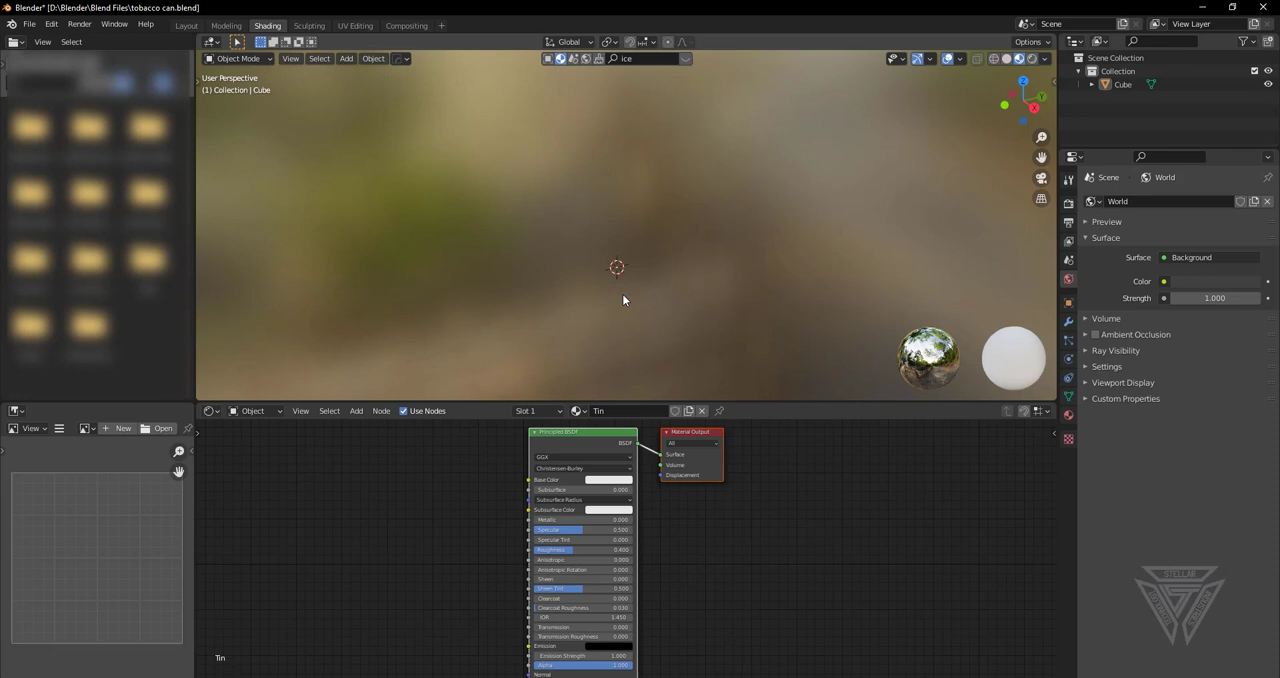 Blender* [D:\Blender\Blend Files\tobacco can.blend]
File Edit Render Window Help Layout Modeling Shading Sculpting UV Editing Compositing Scene View Layer
View Select Global Options
Object Mode View Select Add Object ice
User Perspective
(1) Collection | Cube
Z
Y
X
Scene Collection
Collection
Cube
Scene World
World
Preview
Surface
Surface Background
Color
Strength 1.000
Volume
Ambient Occlusion
Ray Visibility
Settings
Viewport Display
Custom Properties
View New Open
Object View Select Add Node Use Nodes Slot 1 Tin
Principled BSDF
BSDF
GGX
Christensen-Burley
Base Color
Subsurface 0.000
Subsurface Radius
Subsurface Color
Metallic 0.000
Specular 0.500
Specular Tint 0.000
Roughness 0.400
Anisotropic 0.000
Anisotropic Rotation 0.000
Sheen 0.000
Sheen Tint 0.500
Clearcoat 0.000
Clearcoat Roughness 0.030
IOR 1.450
Transmission 0.000
Transmission Roughness 0.000
Emission
Emission Strength 1.000
Alpha 1.000
Normal
Material Output
All
Surface
Volume
Displacement
Tin
STELLAE